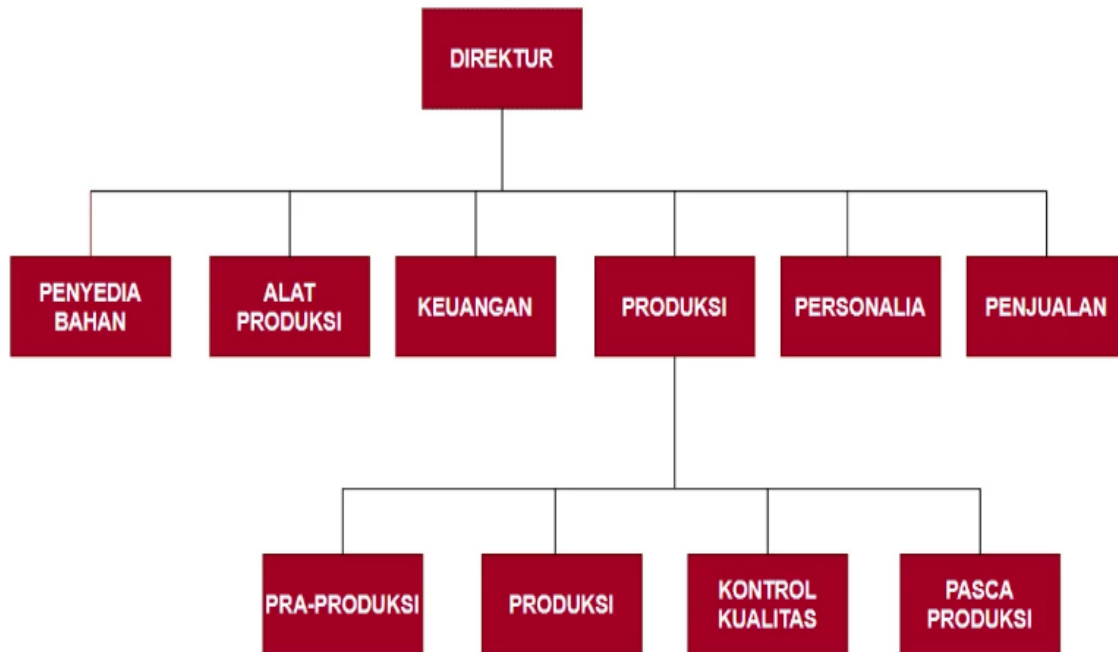 DIREKTUR
PENYEDIA
BAHAN
ALAT
PRODUKSI
KEUANGAN
PRODUKSI
PERSONALIA
PENJUALAN
PRA-PRODUKSI
PRODUKSI
KONTROL
KUALITAS
PASCA
PRODUKSI